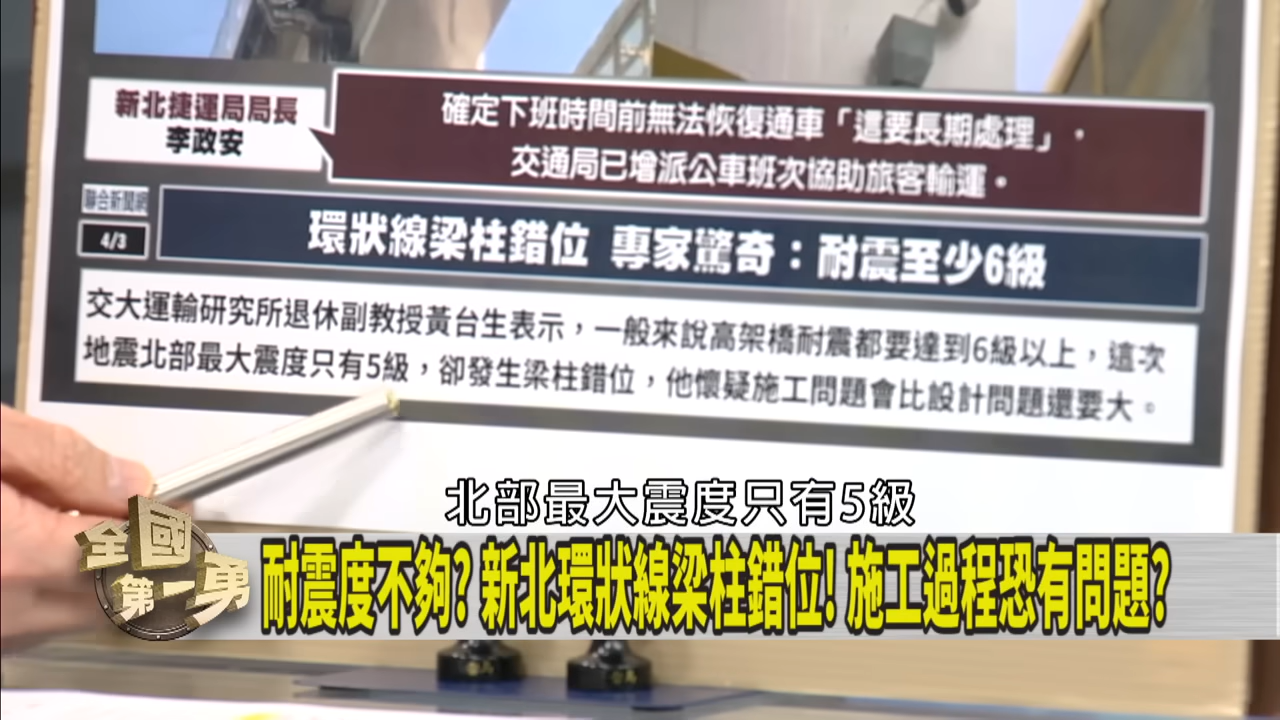 新北捷運局局長
李政安
確定下班時間前無法恢復通車「這要長期處理」，
交通局已增派公車班次協助旅客輸運。
聯合新聞網
4/3
環狀線梁柱錯位 專家驚奇：耐震至少6級
交大運輸研究所退休副教授黃台生表示，一般來說高架橋耐震都要達到6級以上，這次
地震北部最大震度只有5級，卻發生梁柱錯位，他懷疑施工問題會比設計問題還要大。
北部最大震度只有5級
全國第一勇
耐震度不夠? 新北環狀線梁柱錯位! 施工過程恐有問題?